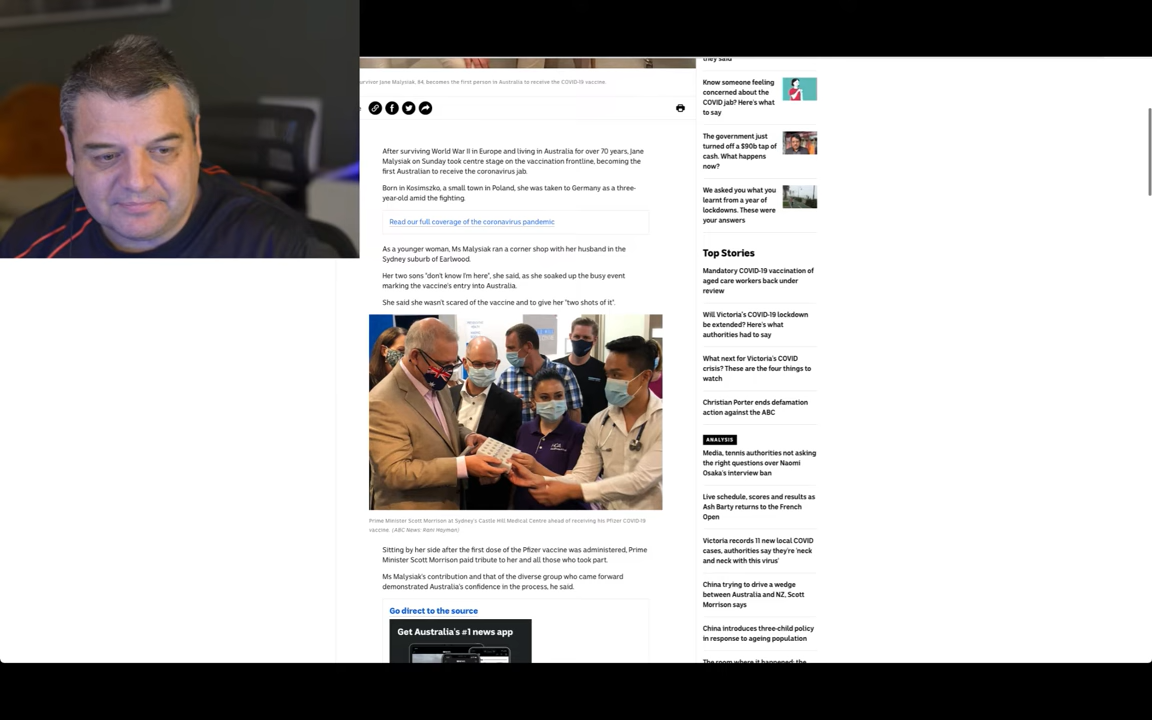 they said
survivor Jane Malysiak, 84, becomes the first person in Australia to receive the COVID-19 vaccine.
After surviving World War II in Europe and living in Australia for over 70 years, Jane
Malysiak on Sunday took centre stage on the vaccination frontline, becoming the
first Australian to receive the coronavirus jab.
Born in Kosimszko, a small town in Poland, she was taken to Germany as a three-
year-old amid the fighting.
Read our full coverage of the coronavirus pandemic
As a younger woman, Ms Malysiak ran a corner shop with her husband in the
Sydney suburb of Earlwood.
Her two sons "don't know I'm here", she said, as she soaked up the busy event
marking the vaccine's entry into Australia.
She said she wasn't scared of the vaccine and to give her "two shots of it".
Prime Minister Scott Morrison at Sydney's Castle Hill Medical Centre ahead of receiving his Pfizer COVID-19
vaccine. (ABC News: Keni Hayman)
Sitting by her side after the first dose of the Pfizer vaccine was administered, Prime
Minister Scott Morrison paid tribute to her and all those who took part.
Ms Malysiak's contribution and that of the diverse group who came forward
demonstrated Australia's confidence in the process, he said.
Go direct to the source
Get Australia's #1 news app
Know someone feeling
concerned about the
COVID jab? Here's what
to say
The government just
turned off a $90b tap of
cash. What happens
now?
We asked you what you
learnt from a year of
lockdowns. These were
your answers
Top Stories
Mandatory COVID-19 vaccination of
aged care workers back under
review
Will Victoria's COVID-19 lockdown
be extended? Here's what
authorities had to say
What next for Victoria's COVID
crisis? These are the four things to
watch
Christian Porter ends defamation
action against the ABC
ANALYSIS
Media, tennis authorities not asking
the right questions over Naomi
Osaka's interview ban
Live schedule, scores and results as
Ash Barty returns to the French
Open
Victoria records 11 new local COVID
cases, authorities say they're 'neck
and neck with this virus'
China trying to drive a wedge
between Australia and NZ, Scott
Morrison says
China introduces three-child policy
in response to ageing population
The room where it happened: the